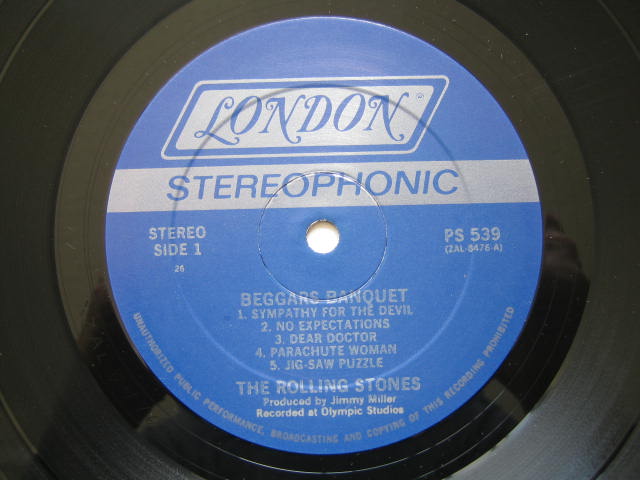 LONDON®
STEREOPHONIC
STEREO
SIDE 1
26
PS 539
(ZAL-8476-A)
BEGGARS BANQUET
1. SYMPATHY FOR THE DEVIL
2. NO EXPECTATIONS
3. DEAR DOCTOR
4. PARACHUTE WOMAN
5. JIG-SAW PUZZLE
THE ROLLING STONES
Produced by Jimmy Miller
Recorded at Olympic Studios
UNAUTHORIZED PUBLIC PERFORMANCE, BROADCASTING AND COPYING OF THIS RECORDING PROHIBITED